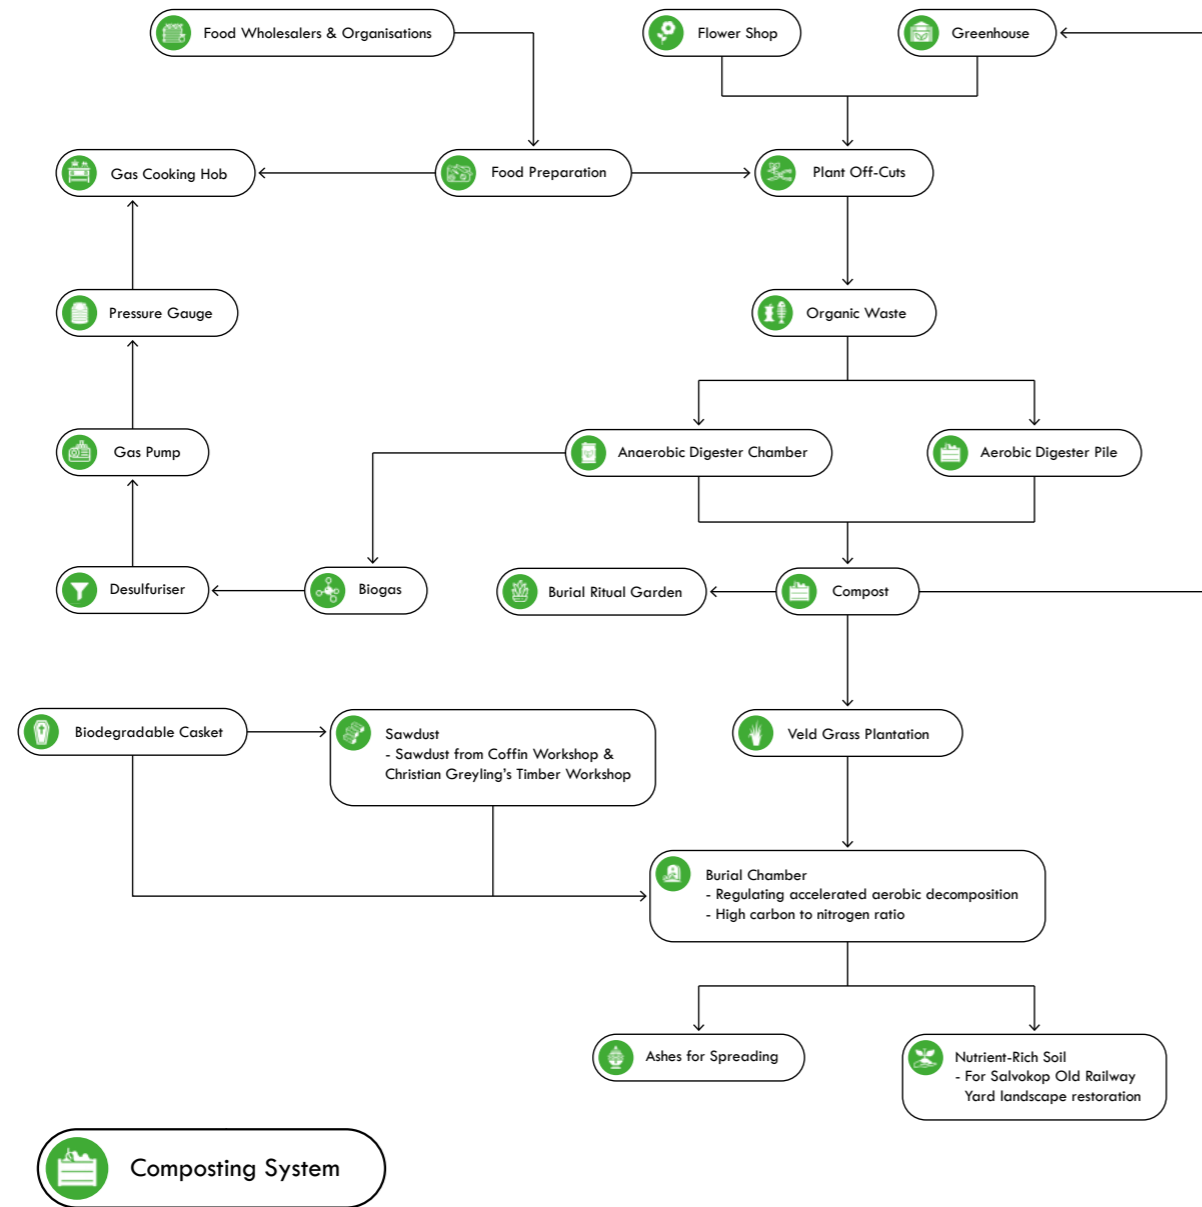 Food Wholesalers & Organisations
Flower Shop
Greenhouse
Gas Cooking Hob
Food Preparation
Plant Off-Cuts
Pressure Gauge
Organic Waste
Gas Pump
Anaerobic Digester Chamber
Aerobic Digester Pile
Desulfuriser
Biogas
Burial Ritual Garden
Compost
Biodegradable Casket
Sawdust
- Sawdust from Coffin Workshop &
Christian Greyling's Timber Workshop
Veld Grass Plantation
Burial Chamber
- Regulating accelerated aerobic decomposition
- High carbon to nitrogen ratio
Ashes for Spreading
Nutrient-Rich Soil
- For Salvokop Old Railway
Yard landscape restoration
Composting System